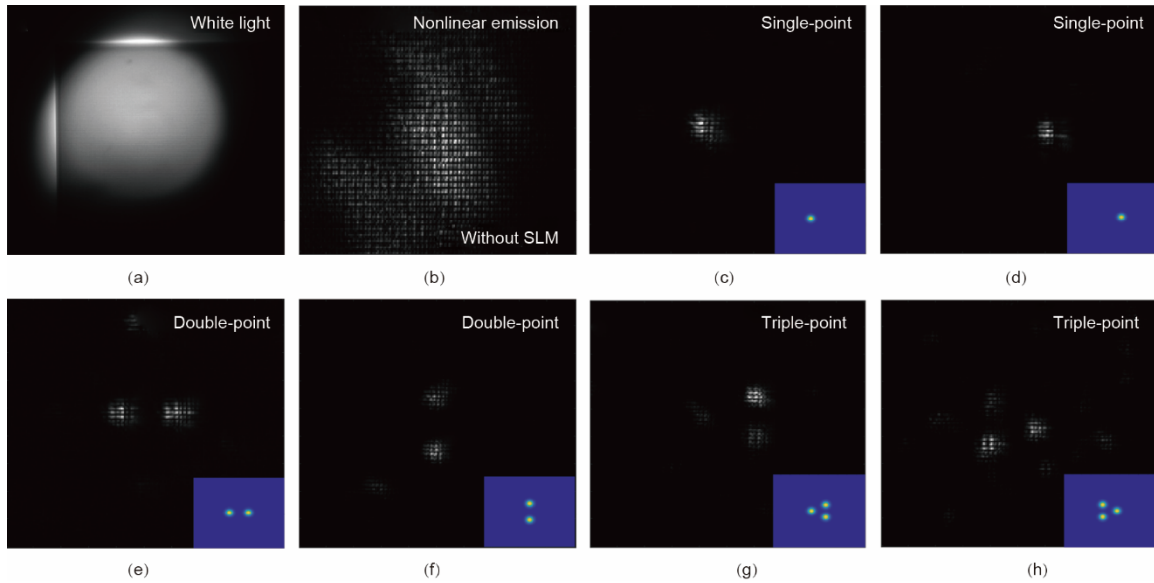 White light
Nonlinear emission
Without SLM
Single-point
Single-point
(a)
(b)
(c)
(d)
Double-point
Double-point
Triple-point
Triple-point
(e)
(f)
(g)
(h)